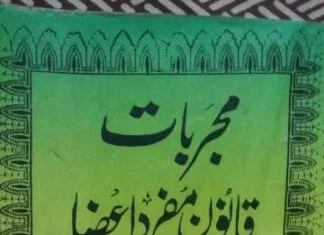 مجربات
قانون مفرد اعضا